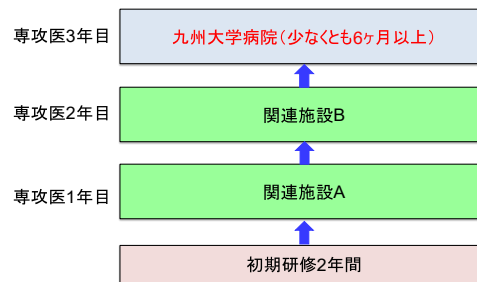 専攻医3年目
九州大学病院(少なくとも6ヶ月以上)
専攻医2年目
関連施設B
専攻医1年目
関連施設A
初期研修2年間